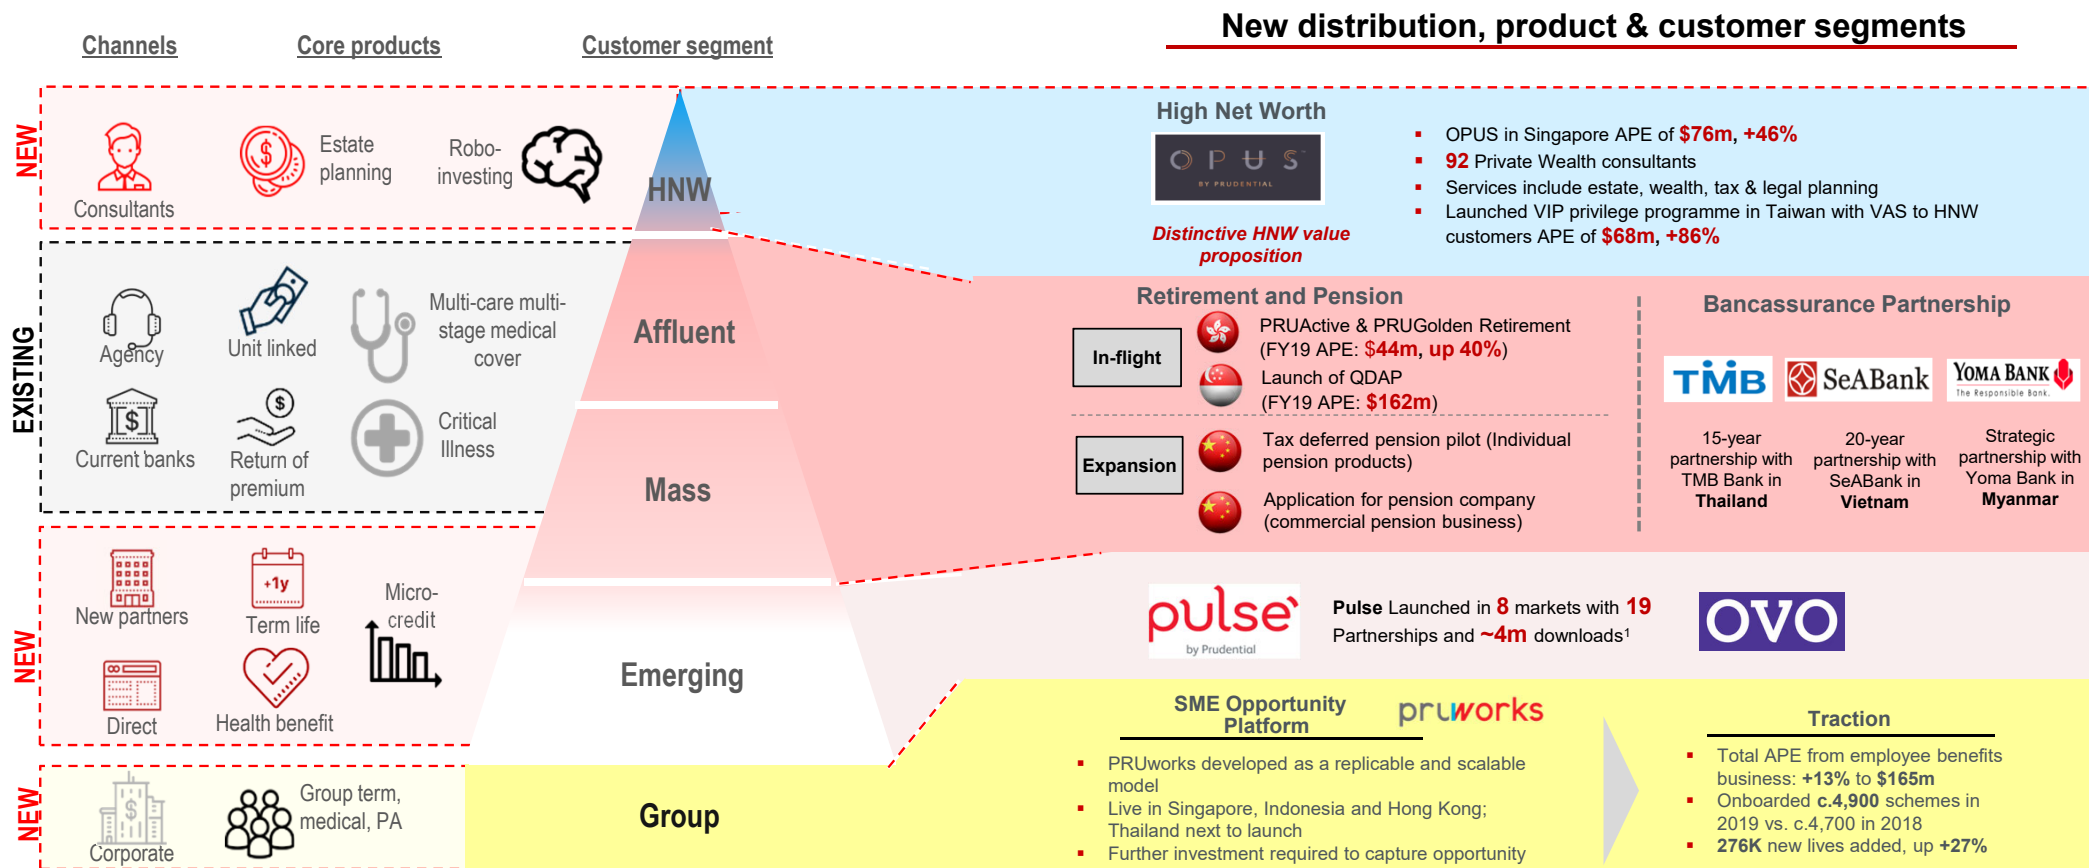 New distribution, product & customer segments
Channels
Core products
Customer segment
NEW
Consultants
$
Estate
planning
Robo-
investing
HNW
High Net Worth
OPUS
BY PRUDENTIAL
Distinctive HNW value
proposition
▪ OPUS in Singapore APE of $76m, +46%
▪ 92 Private Wealth consultants
▪ Services include estate, wealth, tax & legal planning
▪ Launched VIP privilege programme in Taiwan with VAS to HNW
customers APE of $68m, +86%
EXISTING
Agency
Unit linked
Multi-care multi-
stage medical
cover
$
Current banks
$
Return of
premium
Critical
Illness
Affluent
Mass
Retirement and Pension
In-flight
PRUActive & PRUGolden Retirement
(FY19 APE: $44m, up 40%)
Launch of QDAP
(FY19 APE: $162m)
Expansion
Tax deferred pension pilot (Individual
pension products)
Application for pension company
(commercial pension business)
Bancassurance Partnership
TMB
SeABank
YOMA BANK
The Responsible Bank.
15-year
partnership with
TMB Bank in
Thailand
20-year
partnership with
SeABank in
Vietnam
Strategic
partnership with
Yoma Bank in
Myanmar
NEW
New partners
+1y
Term life
Micro-
credit
Direct
Health benefit
Emerging
pulse
by Prudential
Pulse Launched in 8 markets with 19
Partnerships and ~4m downloads¹
OVO
NEW
$
Corporate
Group term,
medical, PA
Group
SME Opportunity
Platform
pruworks
▪ PRUworks developed as a replicable and scalable
model
▪ Live in Singapore, Indonesia and Hong Kong;
Thailand next to launch
▪ Further investment required to capture opportunity
Traction
▪ Total APE from employee benefits
business: +13% to $165m
▪ Onboarded c.4,900 schemes in
2019 vs. c.4,700 in 2018
▪ 276K new lives added, up +27%